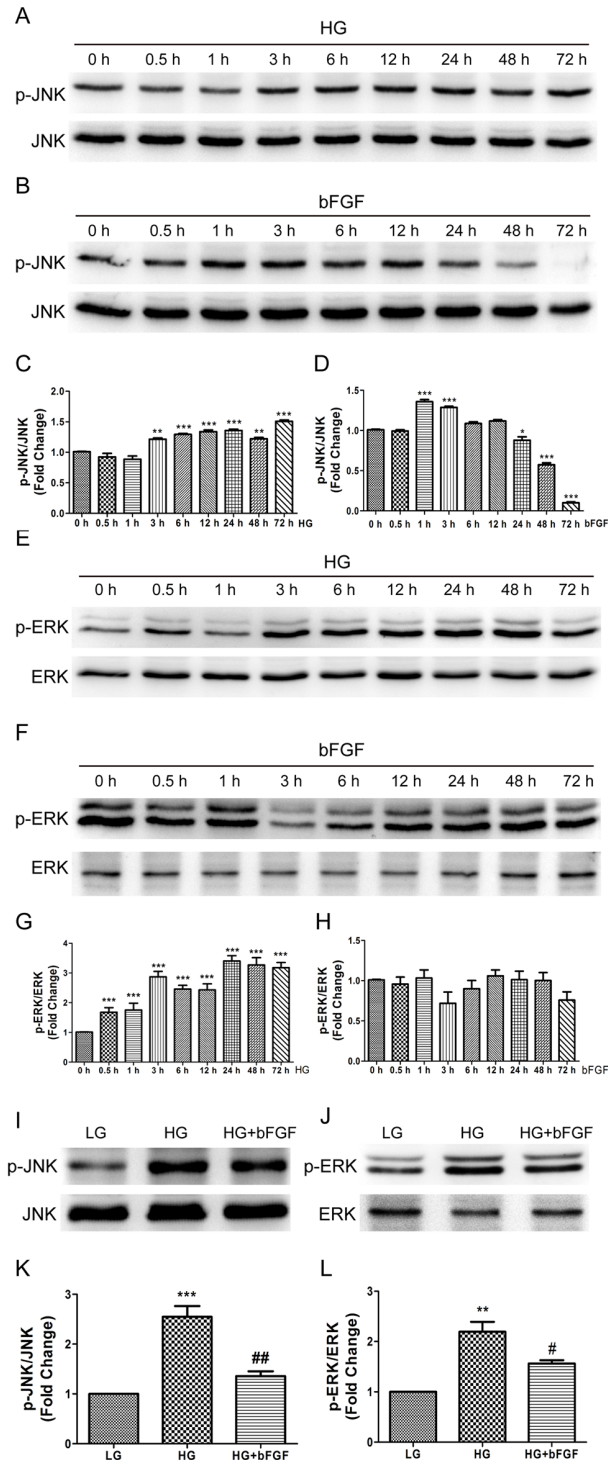 A
HG
0 h 0.5 h 1 h 3 h 6 h 12 h 24 h 48 h 72 h
p-JNK
JNK
B
bFGF
0 h 0.5 h 1 h 3 h 6 h 12 h 24 h 48 h 72 h
p-JNK
JNK
C
p-JNK/JNK
(Fold Change)
2.0
1.5
1.0
0.5
0.0
** *** *** *** ** ***
0 h 0.5 h 1 h 3 h 6 h 12 h 24 h 48 h 72 h HG
D
p-JNK/JNK
(Fold Change)
1.5
1.0
0.5
0.0
*** *** * *** ***
0 h 0.5 h 1 h 3 h 6 h 12 h 24 h 48 h 72 h bFGF
E
HG
0 h 0.5 h 1 h 3 h 6 h 12 h 24 h 48 h 72 h
p-ERK
ERK
F
bFGF
0 h 0.5 h 1 h 3 h 6 h 12 h 24 h 48 h 72 h
p-ERK
ERK
G
p-ERK/ERK
(Fold Change)
4
3
2
1
0
*** *** *** *** *** *** *** ***
0 h 0.5 h 1 h 3 h 6 h 12 h 24 h 48 h 72 h HG
H
p-ERK/ERK
(Fold Change)
1.5
1.0
0.5
0.0
0 h 0.5 h 1 h 3 h 6 h 12 h 24 h 48 h 72 h bFGF
I
LG HG HG+bFGF
p-JNK
JNK
J
LG HG HG+bFGF
p-ERK
ERK
K
p-JNK/JNK
(Fold Change)
3
2
1
0
*** ##
LG HG HG+bFGF
L
p-ERK/ERK
(Fold Change)
3
2
1
0
** #
LG HG HG+bFGF